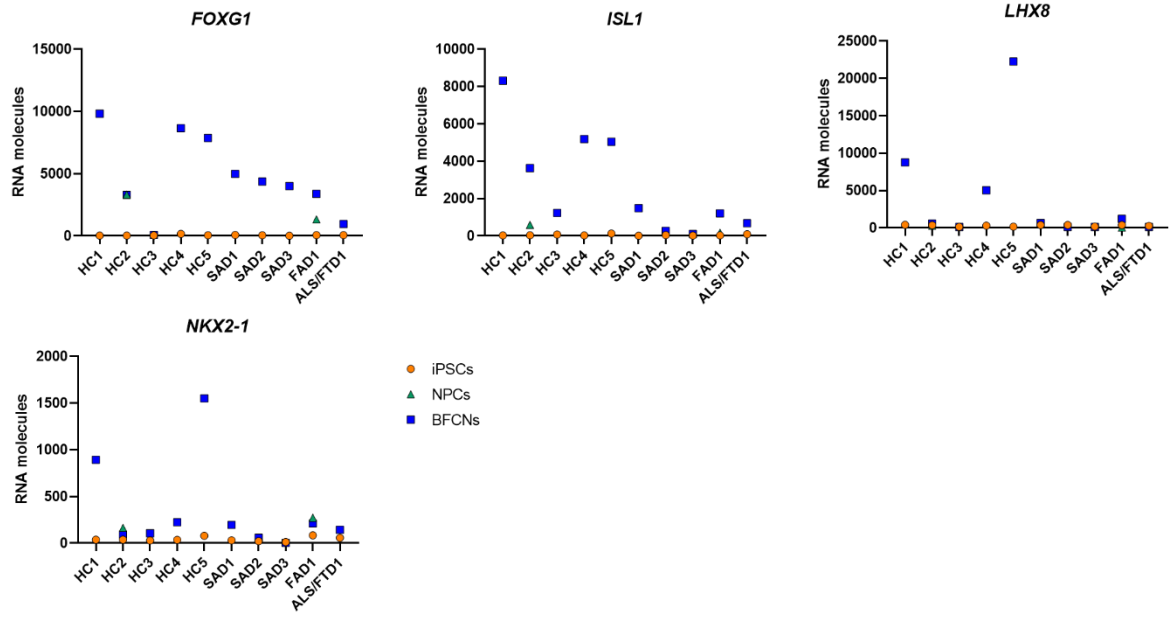 FOXG1
RNA molecules
15000
10000
5000
0
HC1
HC2
HC3
HC4
HC5
SAD1
SAD2
SAD3
FAD1
ALS/FTD1
ISL1
RNA molecules
10000
8000
6000
4000
2000
0
HC1
HC2
HC3
HC4
HC5
SAD1
SAD2
SAD3
FAD1
ALS/FTD1
LHX8
RNA molecules
25000
20000
15000
10000
5000
0
HC1
HC2
HC3
HC4
HC5
SAD1
SAD2
SAD3
FAD1
ALS/FTD1
NKX2-1
RNA molecules
2000
1500
1000
500
0
HC1
HC2
HC3
HC4
HC5
SAD1
SAD2
SAD3
FAD1
ALS/FTD1
iPSCs
NPCs
BFCNs